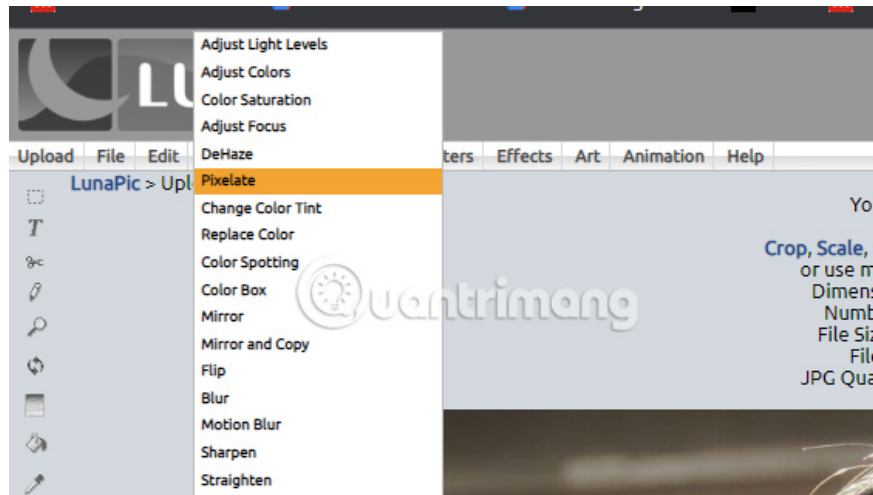 LU
Adjust Light Levels
Adjust Colors
Color Saturation
Adjust Focus
DeHaze
Pixelate
Change Color Tint
Replace Color
Color Spotting
Color Box
Mirror
Mirror and Copy
Flip
Blur
Motion Blur
Sharpen
Straighten
Upload File Edit ters Effects Art Animation Help
LunaPic > Upl
T
Yo
Crop, Scale,
or use m
Dimens
Numb
File Siz
File
JPG Qua
Quantrimang